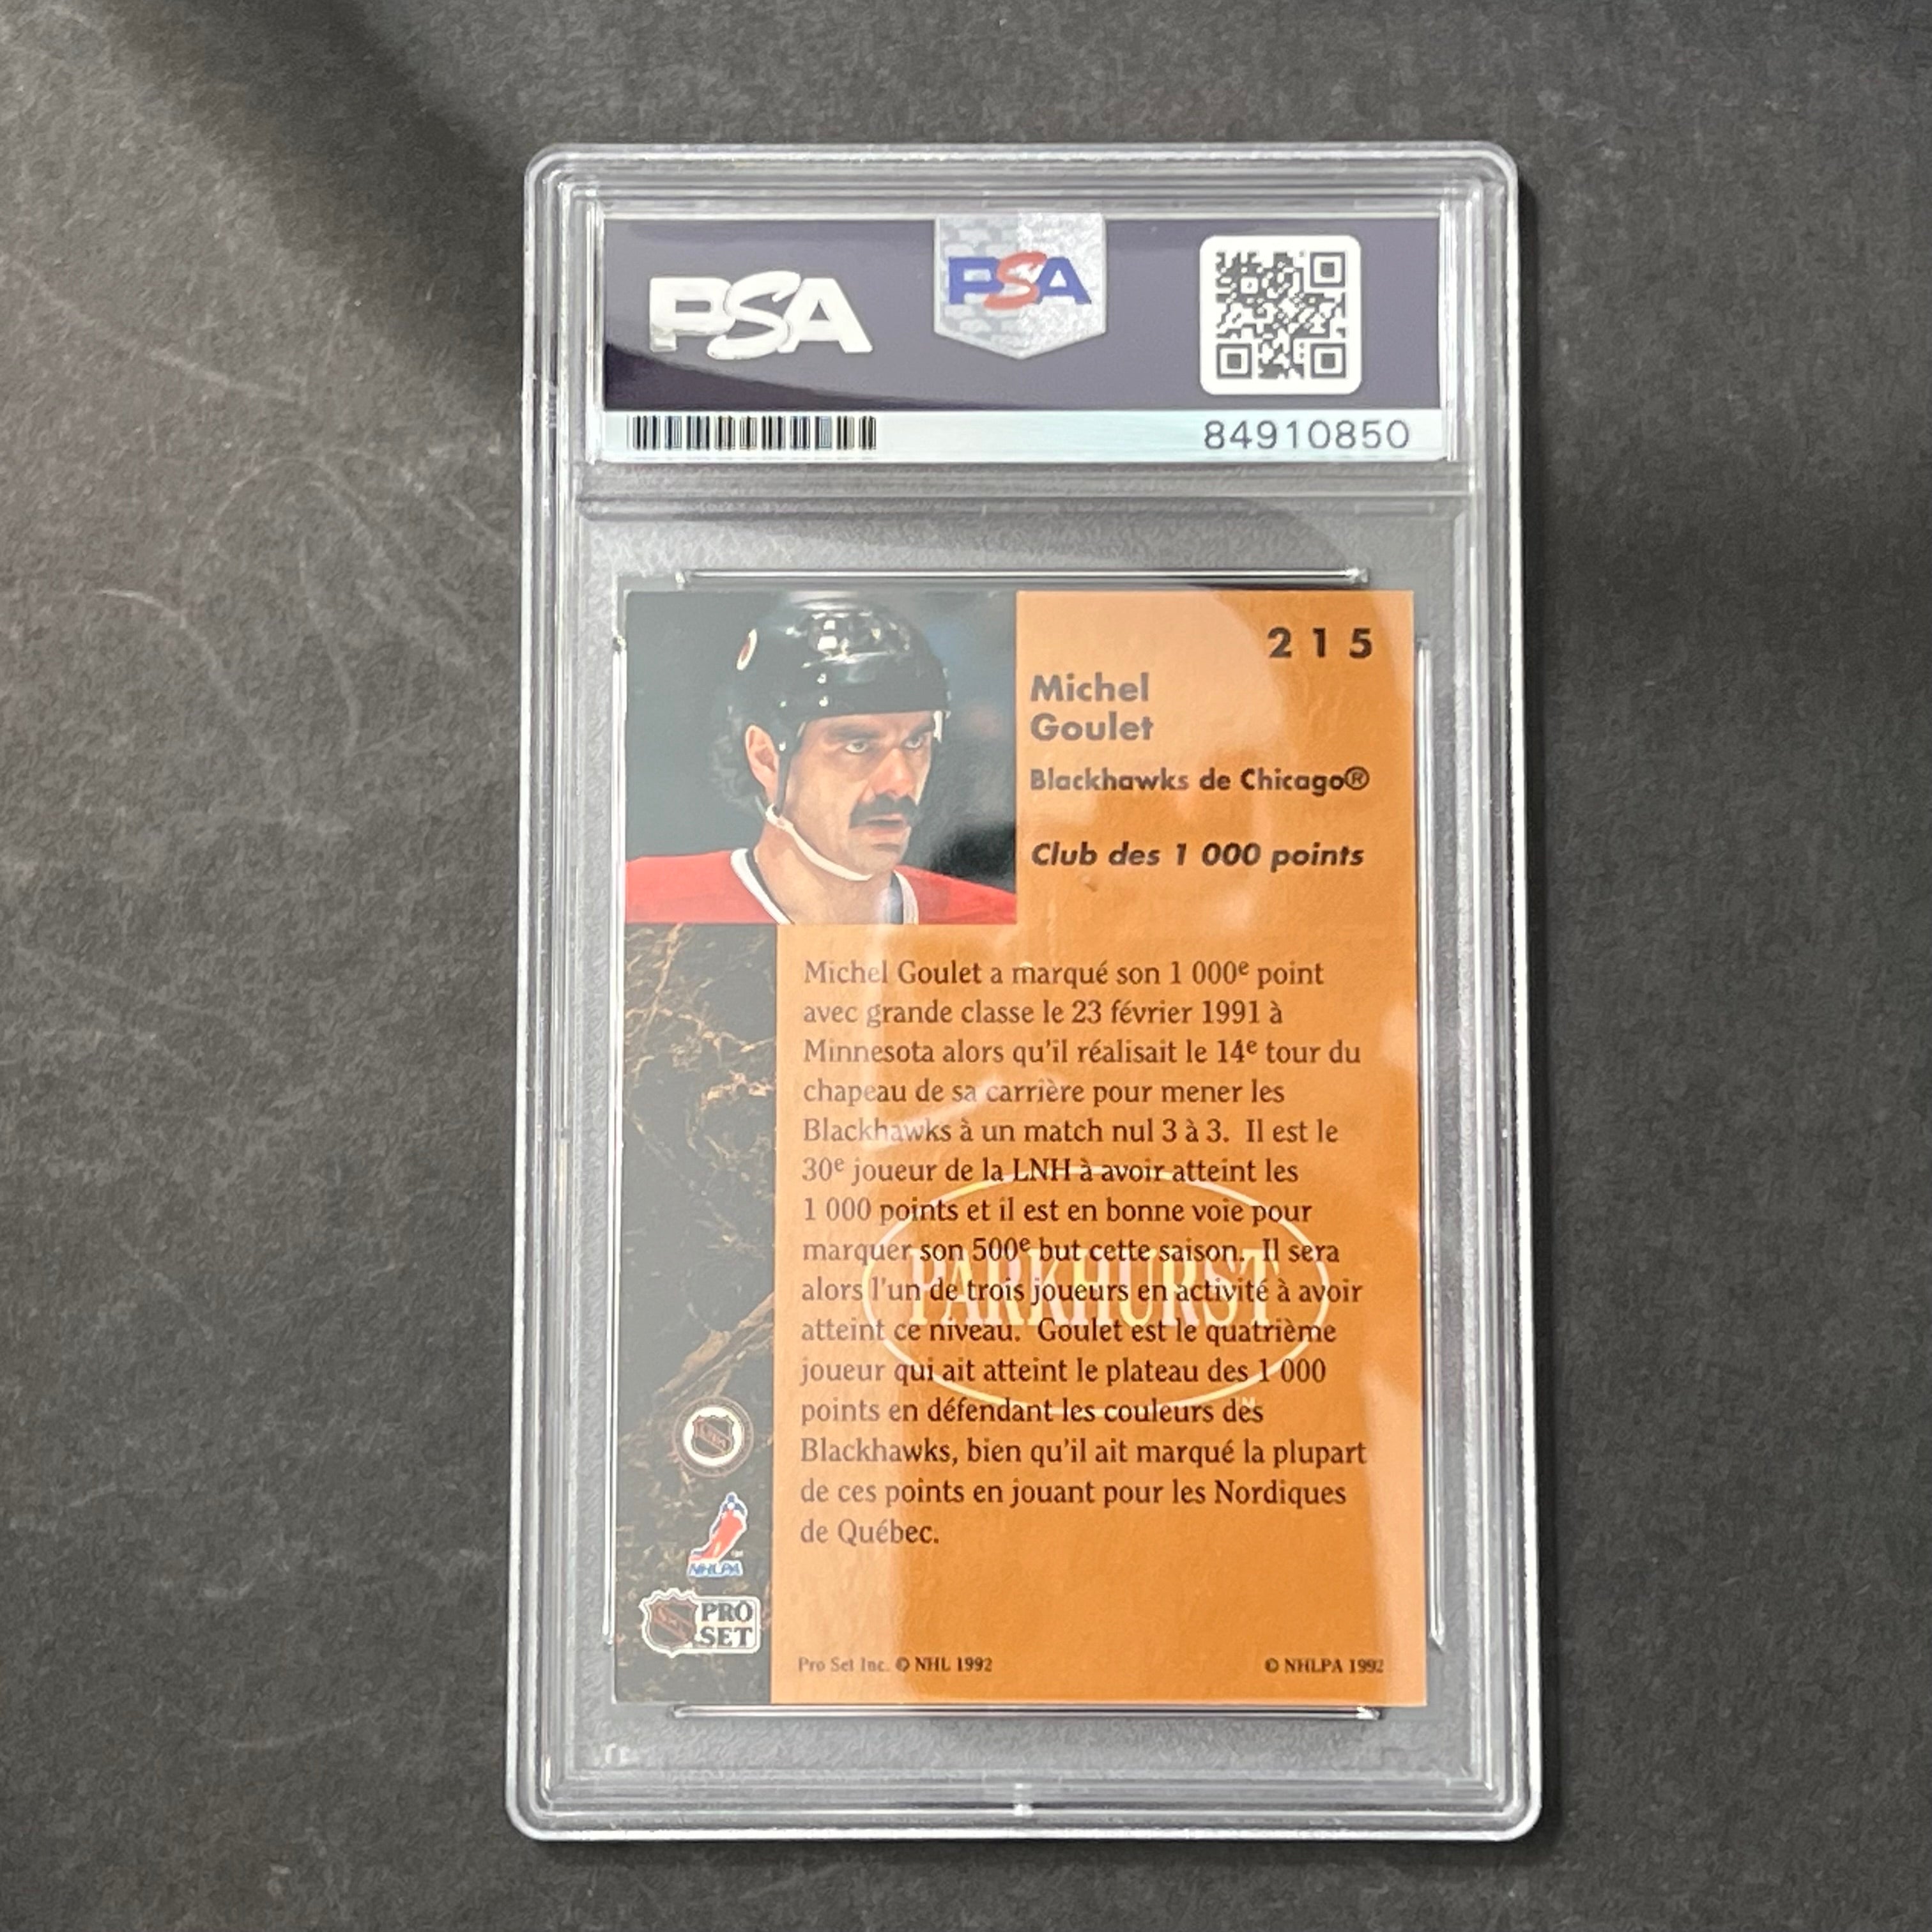 PSA
PSA
84910850
215
Michel
Goulet
Blackhawks de Chicago®
Club des 1 000 points
Michel Goulet a marqué son 1 000e point
avec grande classe le 23 février 1991 à
Minnesota alors qu'il réalisait le 14e tour du
chapeau de sa carrière pour mener les
Blackhawks à un match nul 3 à 3. Il est le
30e joueur de la LNH à avoir atteint les
1 000 points et il est en bonne voie pour
marquer son 500e but cette saison. Il sera
alors l'un de trois joueurs en activité à avoir
atteint ce niveau. Goulet est le quatrième
joueur qui ait atteint le plateau des 1 000
points en défendant les couleurs des
Blackhawks, bien qu'il ait marqué la plupart
de ces points en jouant pour les Nordiques
de Québec.
PARKHURST
NHLPA
PRO
SET
Pro Set Inc. © NHL 1992
© NHLPA 1992